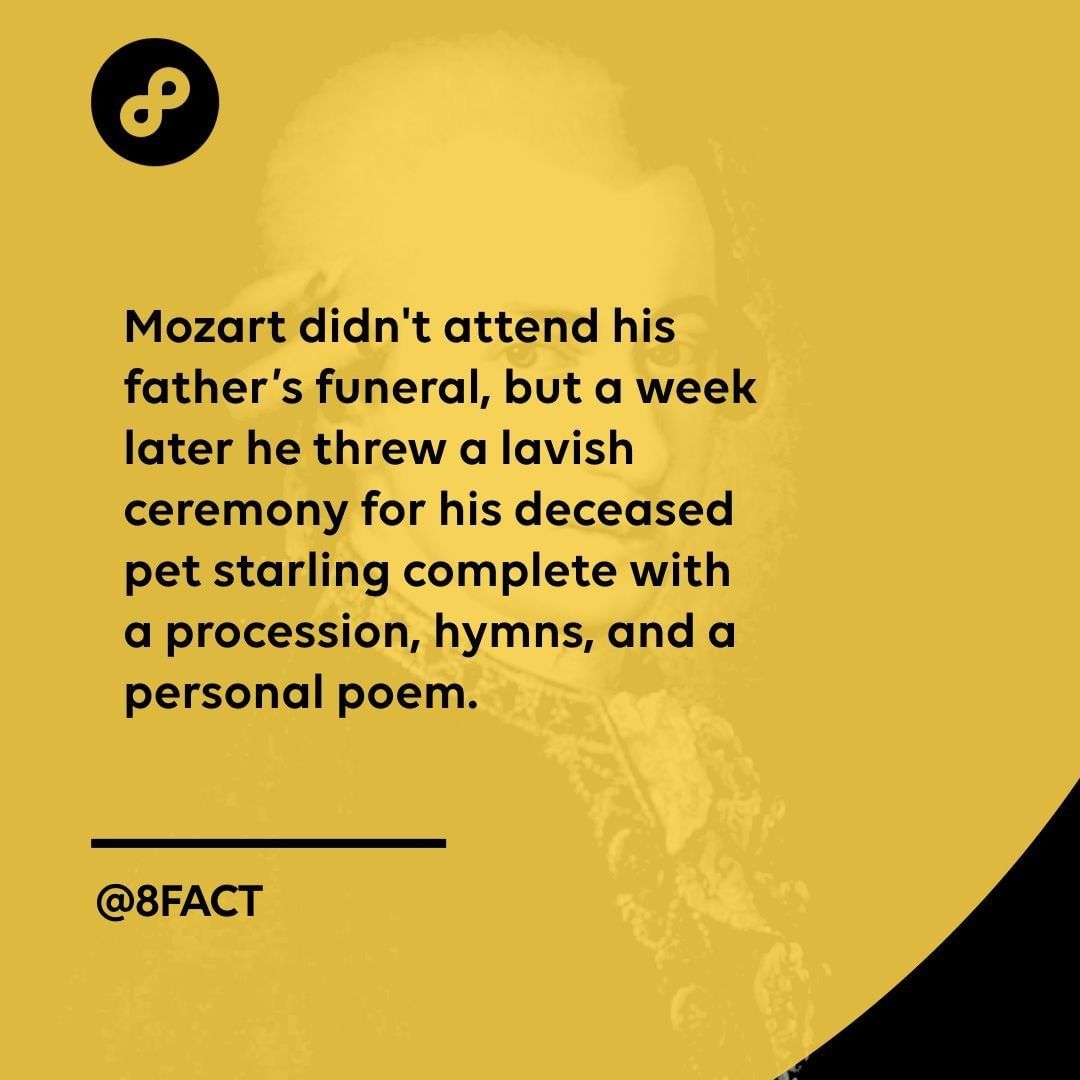 Mozart didn't attend his
father’s funeral, but a week
later he threw a lavish
ceremony for his deceased
pet starling complete with
a procession, hymns, and a
personal poem.
@8FACT